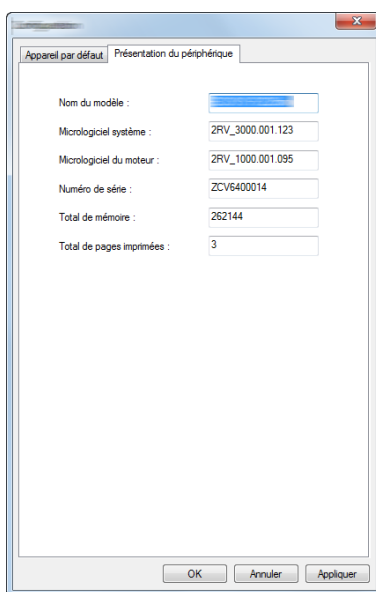 Appareil par défaut Présentation du périphérique
Nom du modèle :
Micrologiciel système : 2RV_3000.001.123
Micrologiciel du moteur : 2RV_1000.001.095
Numéro de série : ZCV6400014
Total de mémoire : 262144
Total de pages imprimées : 3
OK Annuler Appliquer